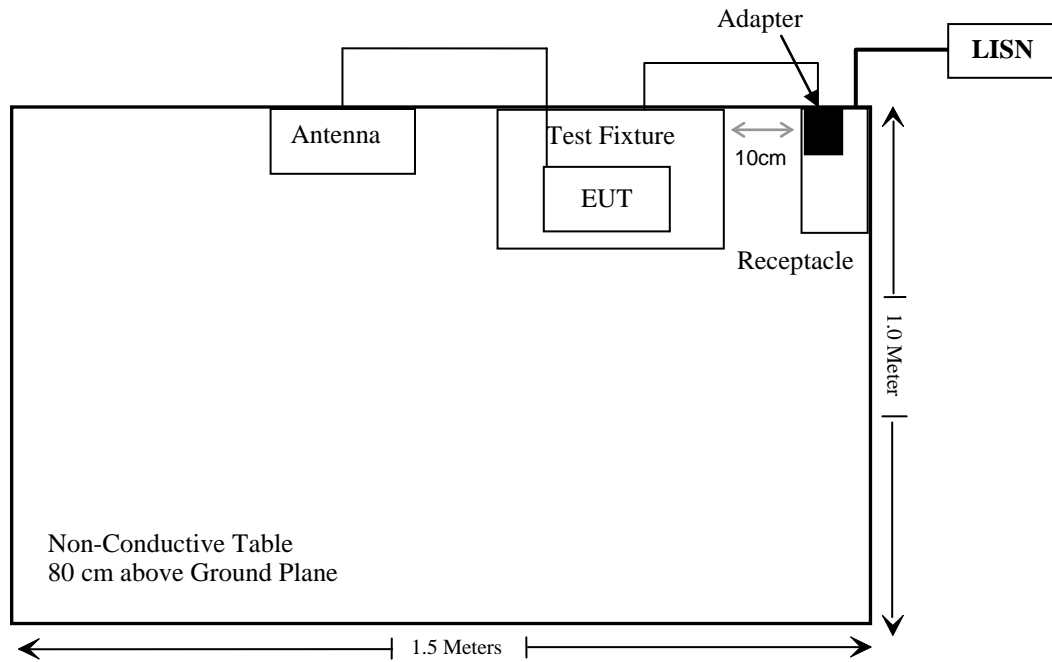 Adapter
LISN
Antenna
Test Fixture
10cm
EUT
Receptacle
1.0 Meter
Non-Conductive Table
80 cm above Ground Plane
1.5 Meters